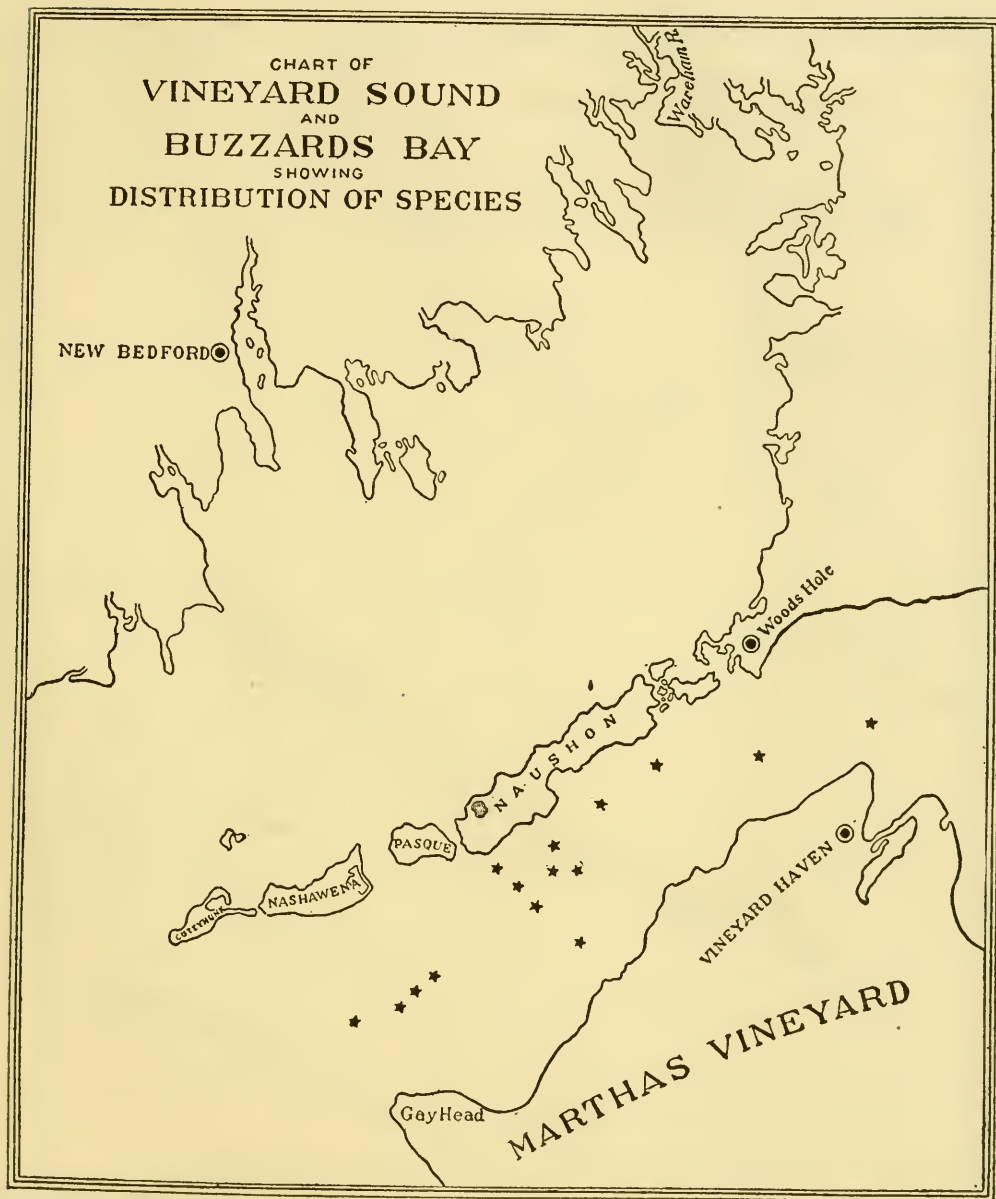 CHART OF
VINEYARD SOUND
AND
BUZZARDS BAY
SHOWING
DISTRIBUTION OF SPECIES
Wareham R.
NEW BEDFORD
Woods Hole
NAUSHON
PASQUE
NASHAWENA
CUTTYHUNK
VINEYARD HAVEN
MARTHAS VINEYARD
Gay Head